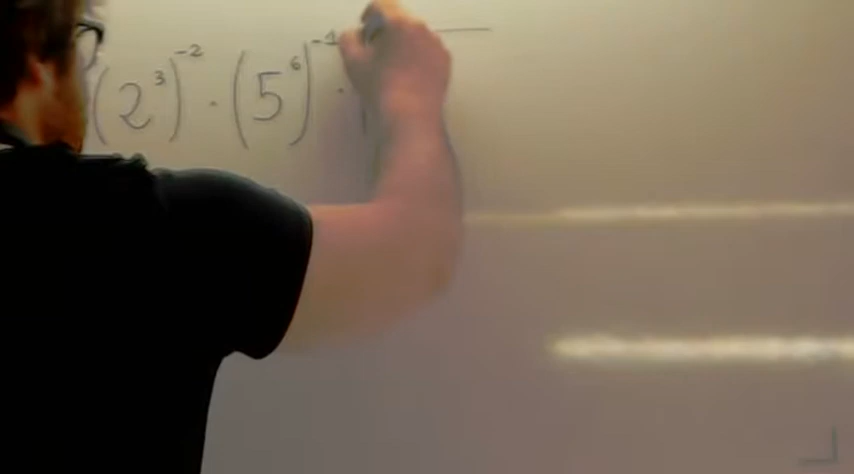 (2³)⁻² · (5⁶)⁻¹ ·